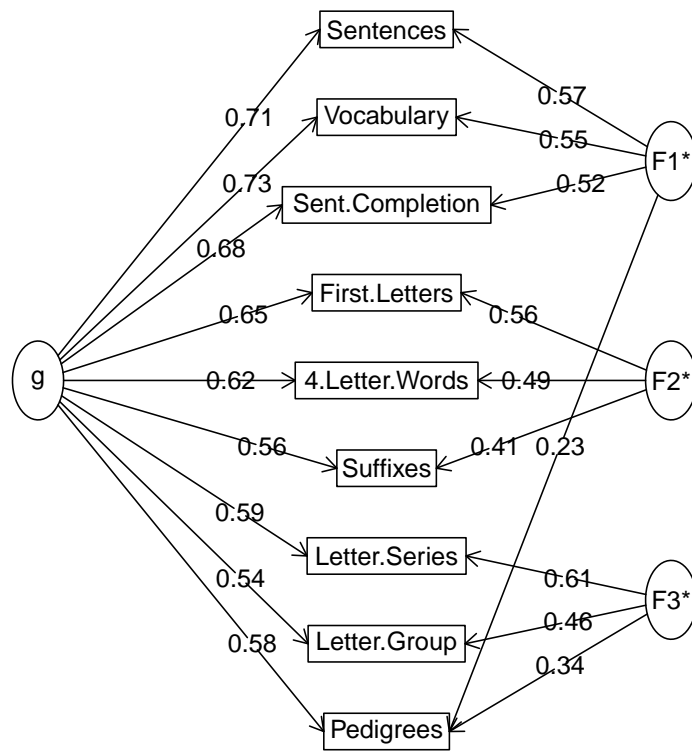 Sentences
0.57
0.71
Vocabulary
0.55
F1*
0.73
Sent.Completion
0.52
0.68
First.Letters
0.65
0.56
g
0.62
4.Letter.Words
0.49
F2*
0.56
Suffixes
0.41
0.23
0.59
Letter.Series
0.61
0.54
F3*
0.46
0.58
Letter.Group
0.34
Pedigrees